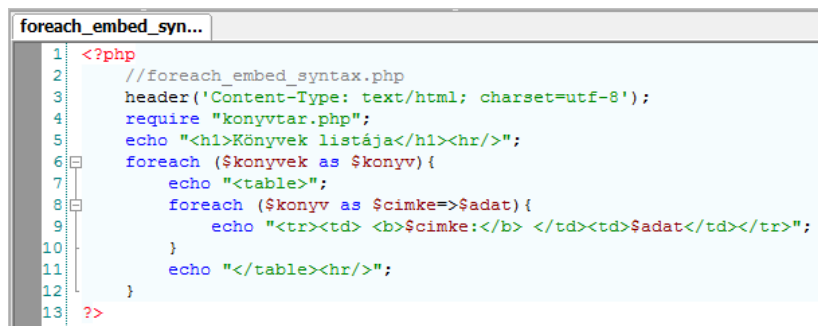 foreach_embed_syn...
1 <?php
2 //foreach_embed_syntax.php
3 header('Content-Type: text/html; charset=utf-8');
4 require "konyvtar.php";
5 echo "<h1>Könyvek listája</h1><hr/>";
6 foreach ($konyvek as $konyv){
7 echo "<table>";
8 foreach ($konyv as $cimke=>$adat){
9 echo "<tr><td> <b>$cimke:</b> </td><td>$adat</td></tr>";
10 }
11 echo "</table><hr/>";
12 }
13 ?>